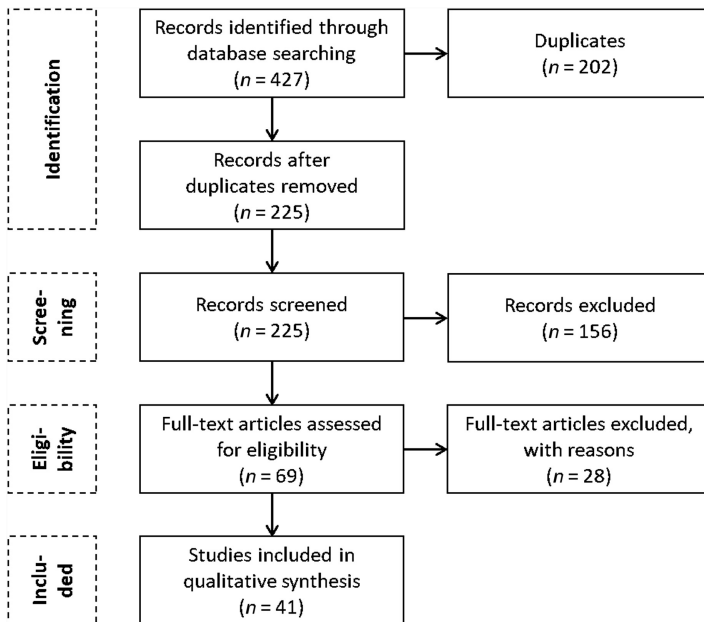 Identification
Records identified through
database searching
(n = 427)
Duplicates
(n = 202)
Records after
duplicates removed
(n = 225)
Scree-
ning
Records screened
(n = 225)
Records excluded
(n = 156)
Eligi-
bility
Full-text articles assessed
for eligibility
(n = 69)
Full-text articles excluded,
with reasons
(n = 28)
Inclu-
ded
Studies included in
qualitative synthesis
(n = 41)